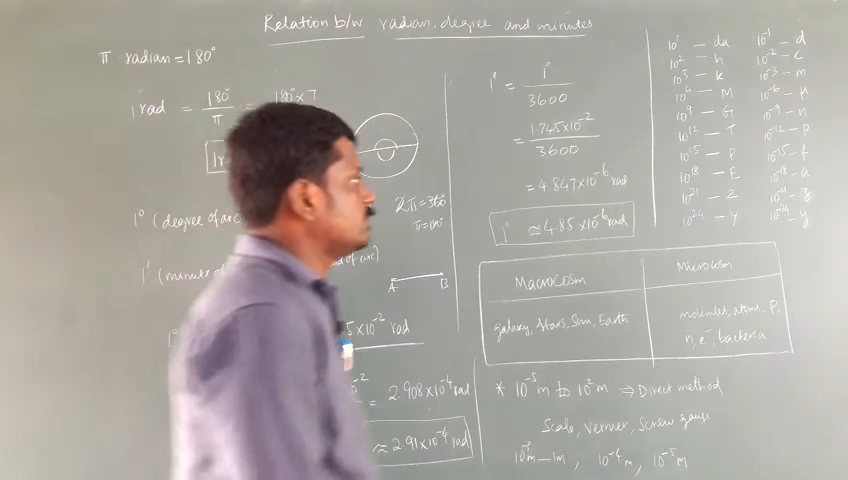 Relation b/w radian, degree and minutes
π radian = 180°
1 rad = 180°/π = 180° × 7
1° (degree of arc
2π = 360°
π = 180°
1' (minute of
d of arc)
A B
1°
5 × 10⁻² rad
= 2.908 × 10⁻⁴ rad
≈ 2.91 × 10⁻⁴ rad
1" = 1°/3600
= 1.745 × 10⁻²/3600
= 4.847 × 10⁻⁶ rad
1" ≈ 4.85 × 10⁻⁶ rad
10¹ — da 10⁻¹ — d
10² — h 10⁻² — c
10³ — k 10⁻³ — m
10⁶ — M 10⁻⁶ — μ
10⁹ — G 10⁻⁹ — n
10¹² — T 10⁻¹² — p
10¹⁵ — P 10⁻¹⁵ — f
10¹⁸ — E 10⁻¹⁸ — a
10²¹ — Z 10⁻²¹ — z
10²⁴ — Y 10⁻²⁴ — y
Macrocosm Microcosm
galaxy, Stars, Sun, Earth molecules, atoms, P,
n, e⁻, bacteria
* 10⁻⁵ m to 10² m ⇒ Direct method
Scale, Vernier, Screw gauge
10⁻³m — 1m, 10⁻⁴ m, 10⁻⁵ m